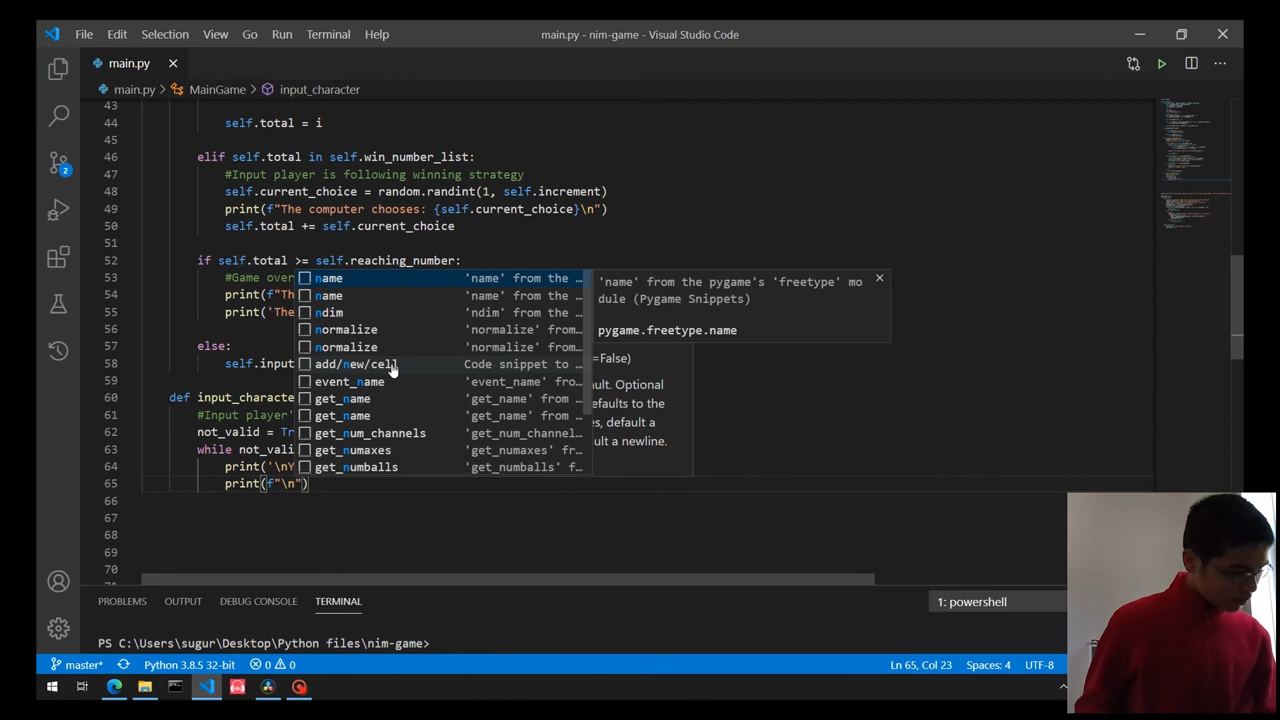 File Edit Selection View Go Run Terminal Help main.py - nim-game - Visual Studio Code
main.py
main.py > MainGame > input_character
43
44 self.total = i
45
46 elif self.total in self.win_number_list:
47 #Input player is following winning strategy
48 self.current_choice = random.randint(1, self.increment)
49 print(f"The computer chooses: {self.current_choice}\n")
50 self.total += self.current_choice
51
52 if self.total >= self.reaching_number:
53 #Game over
54 print(f"Th
55 print('The
56
57 else:
58 self.input
59
60 def input_characte
61 #Input player'
62 not_valid = Tr
63 while not_vali
64 print('\nY
65 print(f"\n")
66
67
68
69
70
name 'name' from the …
name 'name' from the …
ndim 'ndim' from the …
normalize 'normalize' from…
normalize 'normalize' from…
add/new/cell Code snippet to …
event_name 'event_name' fro…
get_name 'get_name' from …
get_name 'get_name' from …
get_num_channels 'get_num_channel…
get_numaxes 'get_numaxes' fr…
get_numballs 'get_numballs' f…
'name' from the pygame's 'freetype' mo
dule (Pygame Snippets)
pygame.freetype.name
=False)
ult. Optional
efaults to the
es, default a
ult a newline.
2
PROBLEMS OUTPUT DEBUG CONSOLE TERMINAL 1: powershell
PS C:\Users\sugur\Desktop\Python files\nim-game>
master* Python 3.8.5 32-bit 0 0 Ln 65, Col 23 Spaces: 4 UTF-8